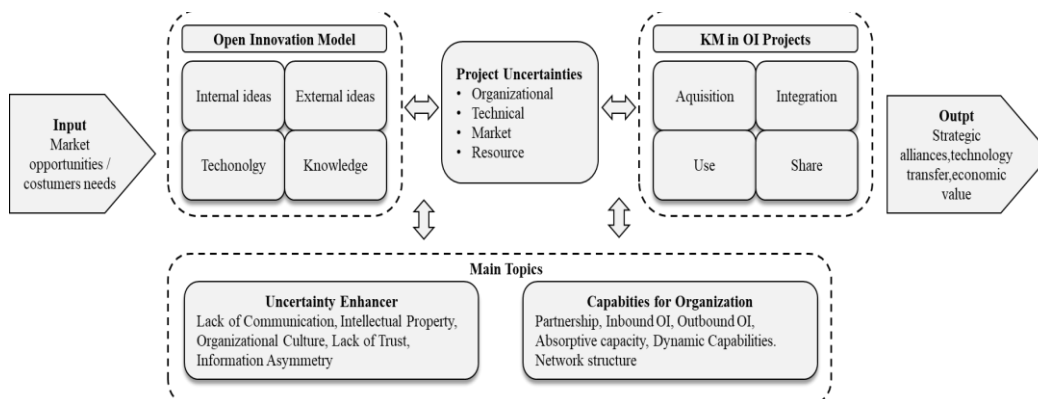 Input
Market
opportunities /
costumers needs
Open Innovation Model
Internal ideas
External ideas
Techonolgy
Knowledge
Project Uncertainties
• Organizational
• Technical
• Market
• Resource
KM in OI Projects
Aquisition
Integration
Use
Share
Outpt
Strategic
alliances,technology
transfer,economic
value
Main Topics
Uncertainty Enhancer
Lack of Communication, Intellectual Property,
Organizational Culture, Lack of Trust,
Information Asymmetry
Capabities for Organization
Partnership, Inbound OI, Outbound OI,
Absorptive capacity, Dynamic Capabilities.
Network structure